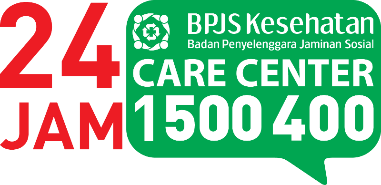 24
JAM
BPJS Kesehatan
Badan Penyelenggara Jaminan Sosial
CARE CENTER
1500 400